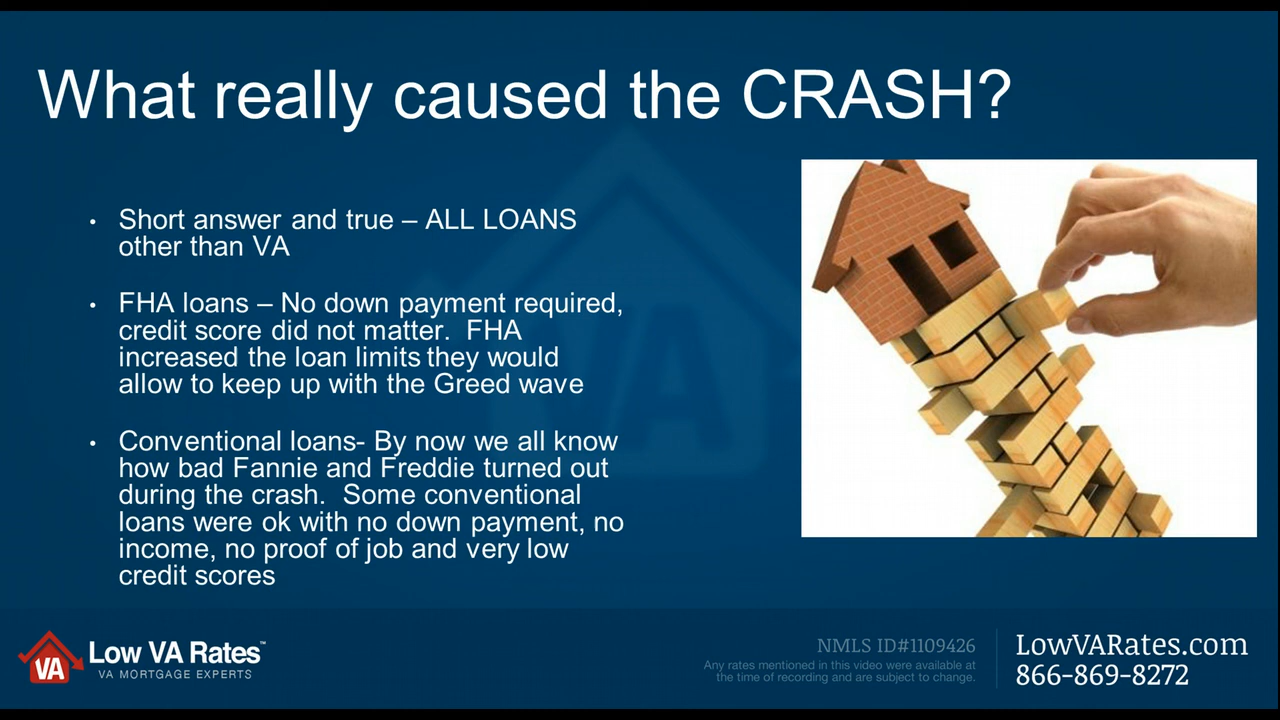 What really caused the CRASH?
• Short answer and true – ALL LOANS
other than VA
• FHA loans – No down payment required,
credit score did not matter.  FHA
increased the loan limits they would
allow to keep up with the Greed wave
• Conventional loans- By now we all know
how bad Fannie and Freddie turned out
during the crash.  Some conventional
loans were ok with no down payment, no
income, no proof of job and very low
credit scores
VA
VA
Low VA Rates™
VA MORTGAGE EXPERTS
NMLS ID#1109426
Any rates mentioned in this video were available at
the time of recording and are subject to change.
LowVARates.com
866-869-8272